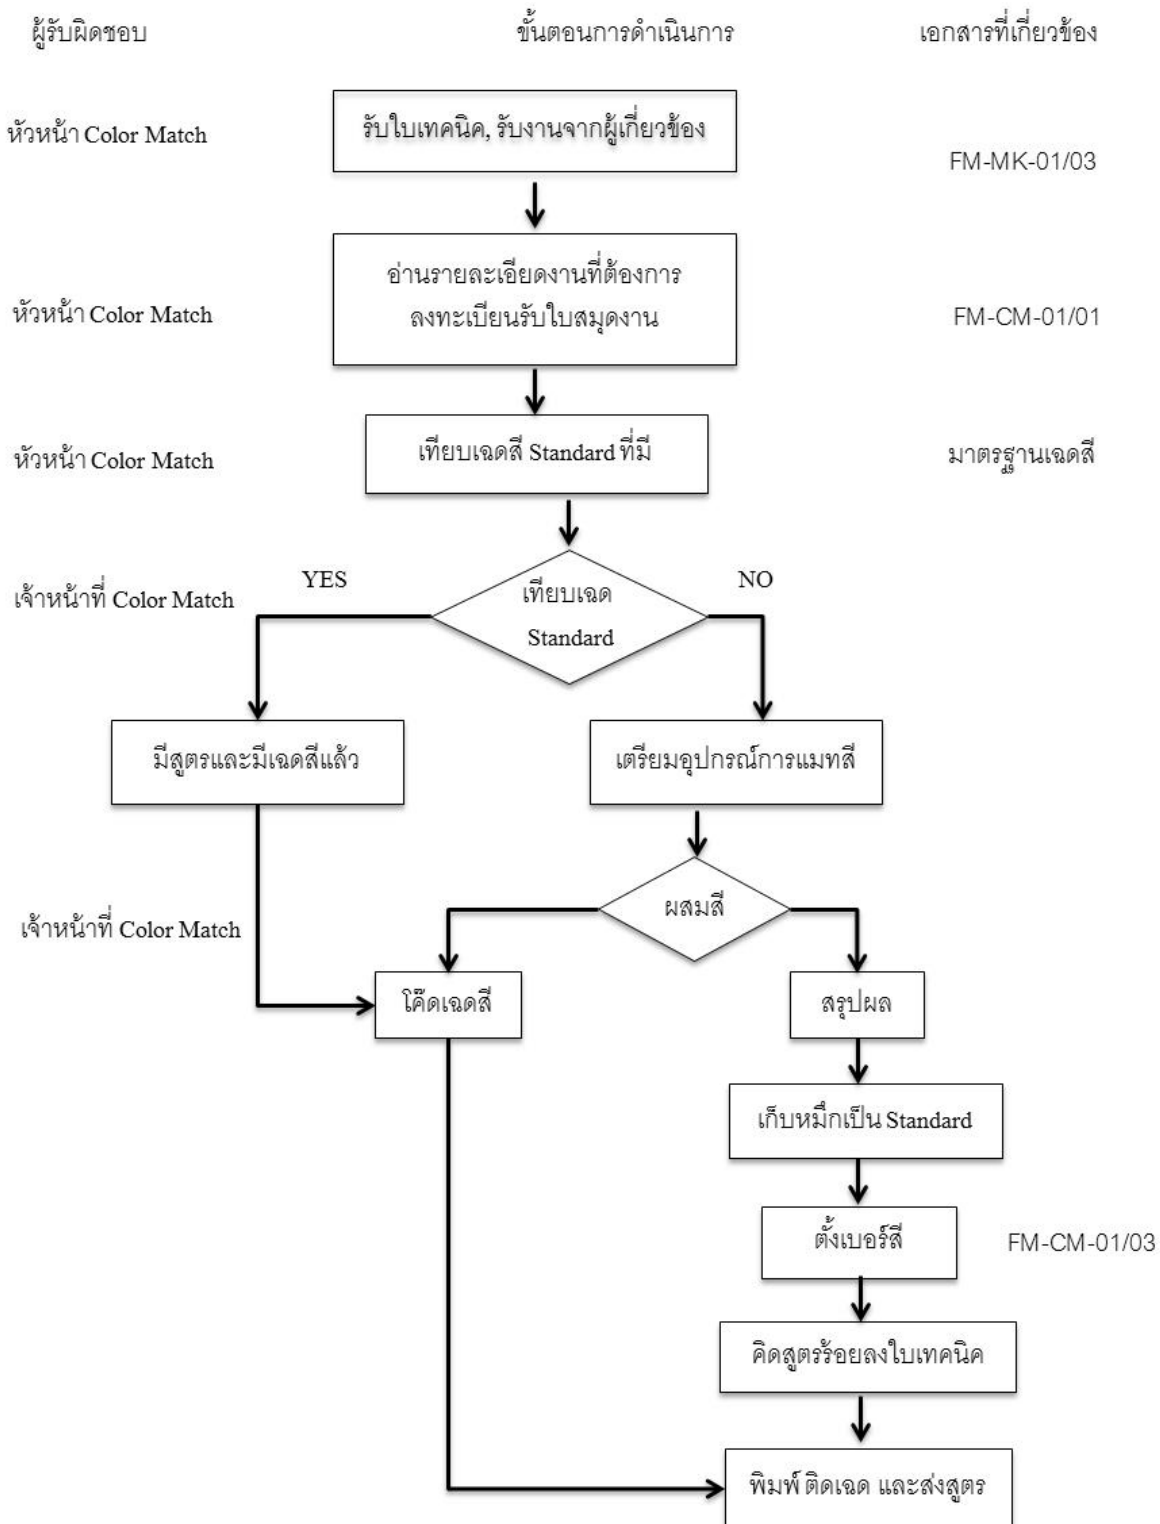 ผู้รับผิดชอบ ขั้นตอนการดำเนินการ เอกสารที่เกี่ยวข้อง
หัวหน้า Color Match
รับใบเทคนิค, รับงานจากผู้เกี่ยวข้อง
FM-MK-01/03
อ่านรายละเอียดงานที่ต้องการ
ลงทะเบียนรับใบสมุดงาน
หัวหน้า Color Match
FM-CM-01/01
หัวหน้า Color Match
เทียบเฉดสี Standard ที่มี
มาตรฐานเฉดสี
เจ้าหน้าที่ Color Match
YES
เทียบเฉด
Standard
NO
มีสูตรและมีเฉดสีแล้ว
เตรียมอุปกรณ์การแมทสี
เจ้าหน้าที่ Color Match
ผสมสี
โค๊ดเฉดสี
สรุปผล
เก็บหมึกเป็น Standard
ตั้งเบอร์สี
FM-CM-01/03
คิดสูตรร้อยลงใบเทคนิค
พิมพ์ ติดเฉด และส่งสูตร